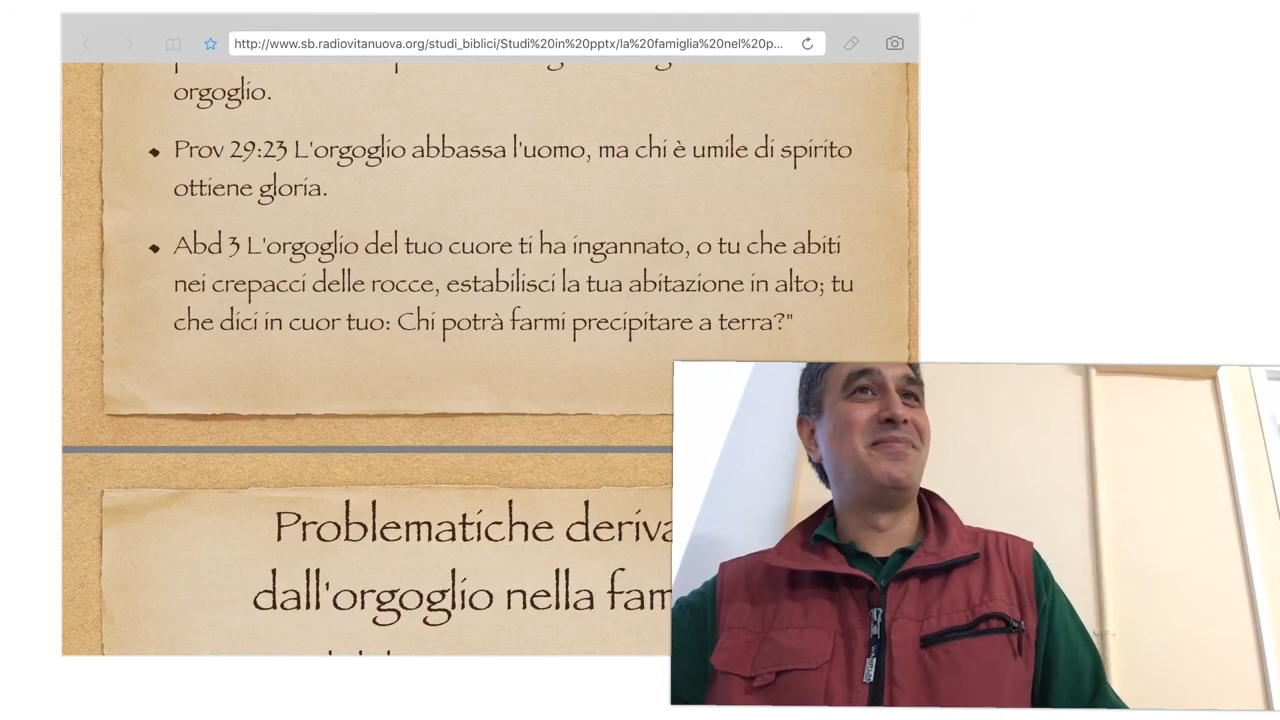 http://www.sb.radiovitanuova.org/studi_biblici/Studi%20in%20pptx/la%20famiglia%20nel%20p...
orgoglio.
Prov 29:23 L'orgoglio abbassa l'uomo, ma chi è umile di spirito
ottiene gloria.
Abd 3 L'orgoglio del tuo cuore ti ha ingannato, o tu che abiti
nei crepacci delle rocce, estabilisci la tua abitazione in alto; tu
che dici in cuor tuo: Chi potrà farmi precipitare a terra?"
Problematiche deriva
dall'orgoglio nella fam